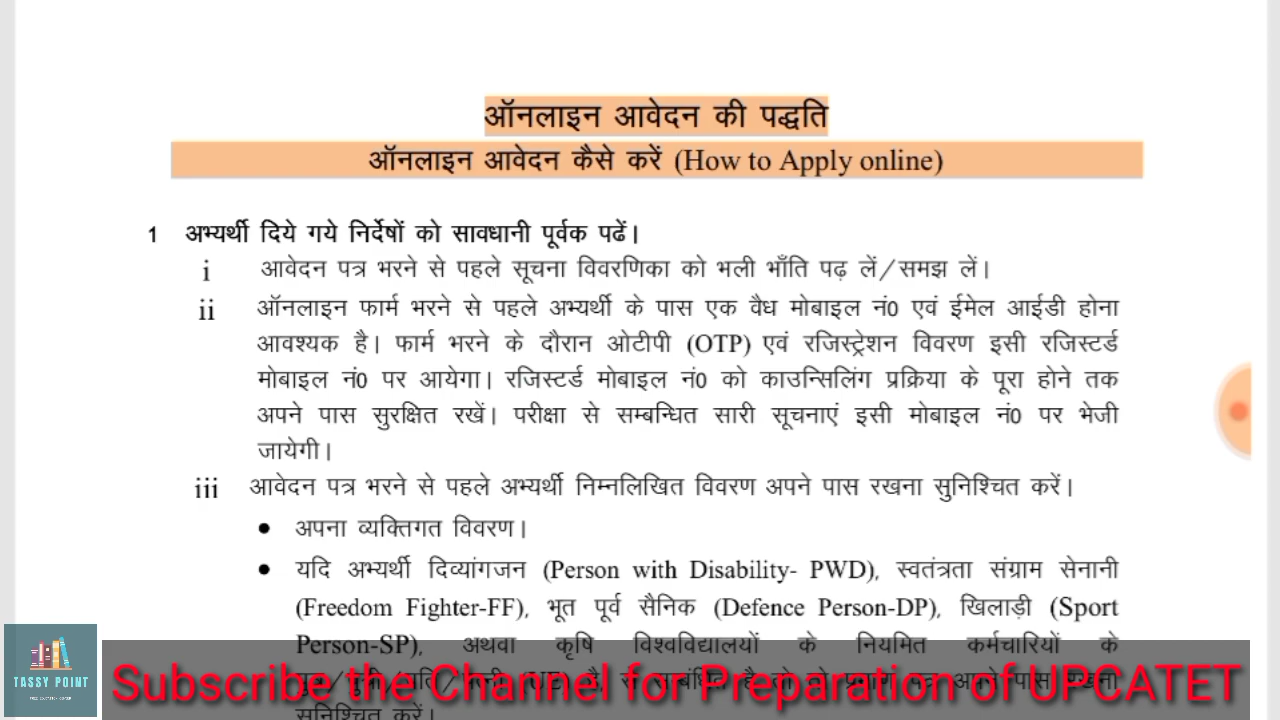 ऑनलाइन आवेदन की पद्धति
ऑनलाइन आवेदन कैसे करें (How to Apply online)
1 अभ्यर्थी दिये गये निर्देषों को सावधानी पूर्वक पढें।
i आवेदन पत्र भरने से पहले सूचना विवरणिका को भली भाँति पढ़ लें/समझ लें।
ii ऑनलाइन फार्म भरने से पहले अभ्यर्थी के पास एक वैध मोबाइल नं0 एवं ईमेल आईडी होना
आवश्यक है। फार्म भरने के दौरान ओटीपी (OTP) एवं रजिस्ट्रेशन विवरण इसी रजिस्टर्ड
मोबाइल नं0 पर आयेगा। रजिस्टर्ड मोबाइल नं0 को काउन्सिलिंग प्रक्रिया के पूरा होने तक
अपने पास सुरक्षित रखें। परीक्षा से सम्बन्धित सारी सूचनाएं इसी मोबाइल नं0 पर भेजी
जायेगी।
iii आवेदन पत्र भरने से पहले अभ्यर्थी निम्नलिखित विवरण अपने पास रखना सुनिश्चित करें।
● अपना व्यक्तिगत विवरण।
● यदि अभ्यर्थी दिव्यांगजन (Person with Disability- PWD), स्वतंत्रता संग्राम सेनानी
(Freedom Fighter-FF), भूत पूर्व सैनिक (Defence Person-DP), खिलाड़ी (Sport
Person-SP), अथवा कृषि विश्वविद्यालयों के नियमित कर्मचारियों के
Subscribe the Channel for Preparation of UPCATET
सुनिश्चित करें।
TASSY POINT